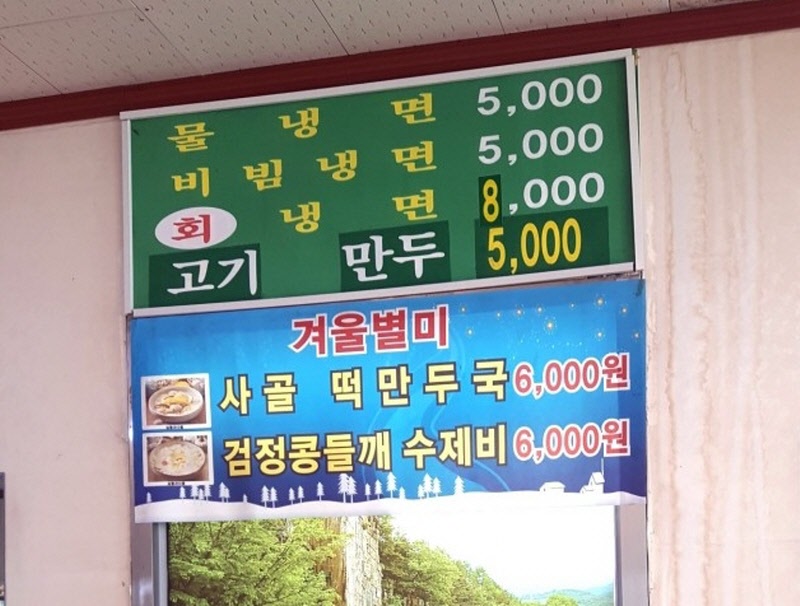 물 냉 면 5,000
비 빔 냉 면 5,000
회 냉 면 8,000
고기 만두 5,000
겨울별미
사골 떡만두국 6,000원
검정콩들깨 수제비 6,000원